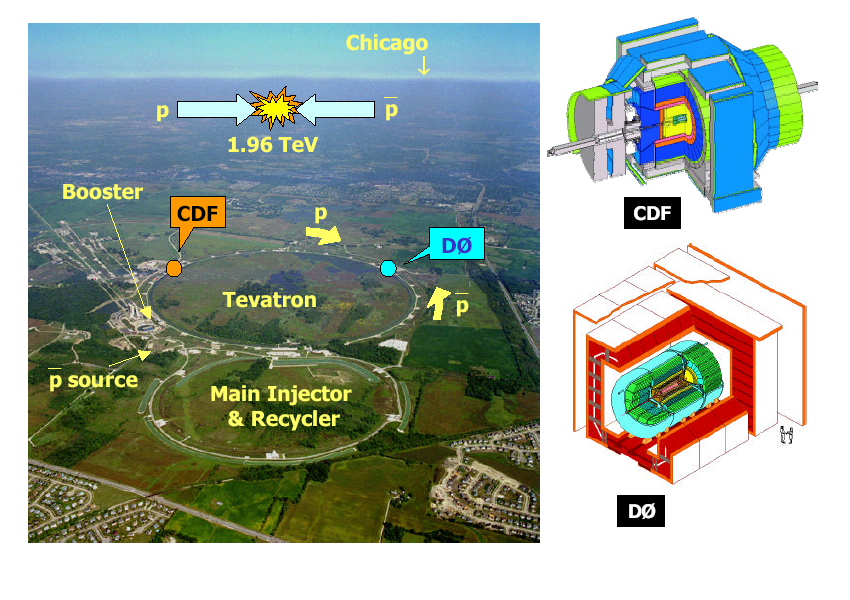 Chicago
p
p̅
1.96 TeV
Booster
CDF
p
DØ
Tevatron
p̅
p̅ source
Main Injector
& Recycler
CDF
DØ